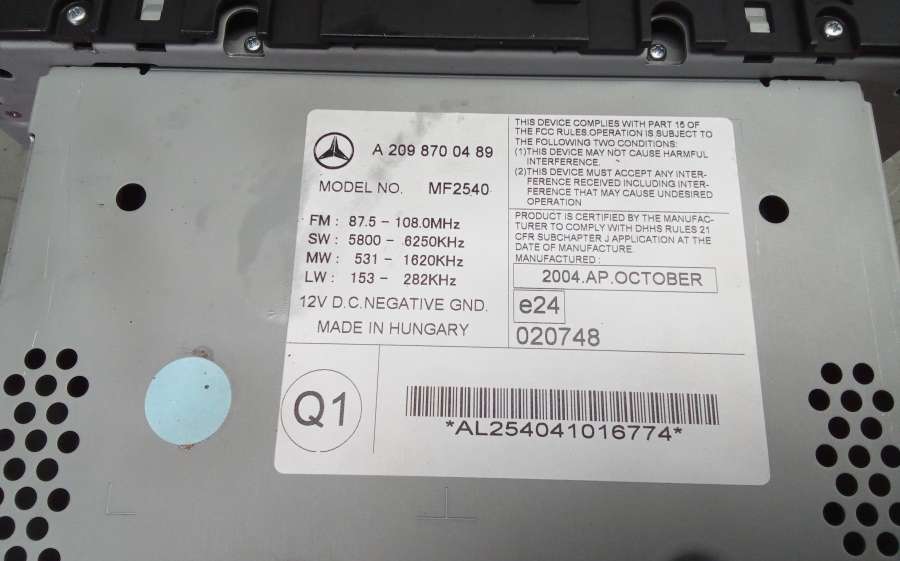 A 209 870 04 89
MODEL NO. MF2540
FM : 87.5 - 108.0MHz
SW : 5800 - 6250KHz
MW : 531 - 1620KHz
LW : 153 - 282KHz
12V D.C.NEGATIVE GND.
MADE IN HUNGARY
THIS DEVICE COMPLIES WITH PART 15 OF
THE FCC RULES.OPERATION IS SUBJECT TO
THE FOLLOWING TWO CONDITIONS:
(1)THIS DEVICE MAY NOT CAUSE HARMFUL
INTERFERENCE.
(2)THIS DEVICE MUST ACCEPT ANY INTER-
FERENCE RECEIVED INCLUDING INTER-
FERENCE THAT MAY CAUSE UNDESIRED
OPERATION
PRODUCT IS CERTIFIED BY THE MANUFAC-
TURER TO COMPLY WITH DHHS RULES 21
CFR SUBCHAPTER J APPLICATION AT THE
DATE OF MANUFACTURE.
MANUFACTURED :
2004.AP.OCTOBER
e24
020748
Q1
*AL254041016774*